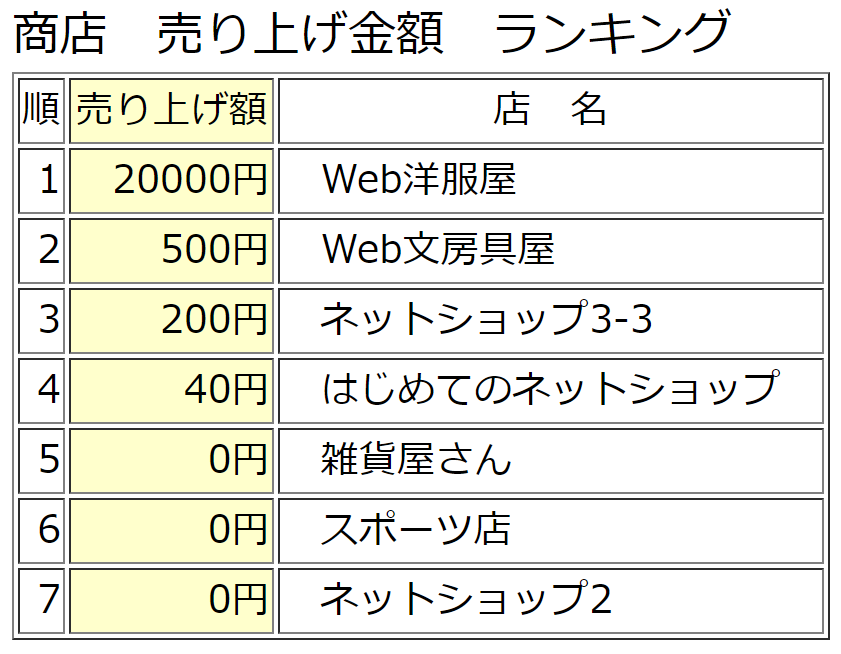 商店　売り上げ金額　ランキング
順 売り上げ額 店　名
1 20000円 Web洋服屋
2 500円 Web文房具屋
3 200円 ネットショップ3-3
4 40円 はじめてのネットショップ
5 0円 雑貨屋さん
6 0円 スポーツ店
7 0円 ネットショップ2